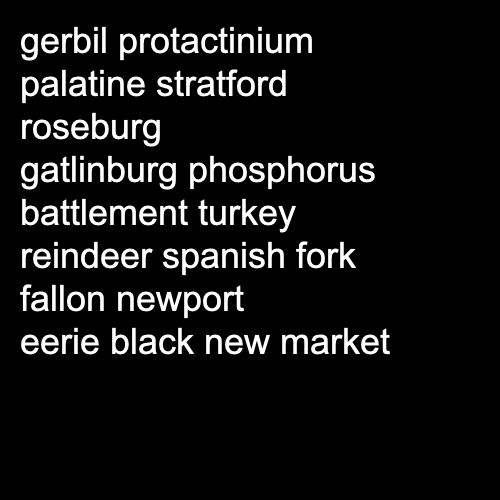 gerbil protactinium
palatine stratford
roseburg
gatlinburg phosphorus
battlement turkey
reindeer spanish fork
fallon newport
eerie black new market